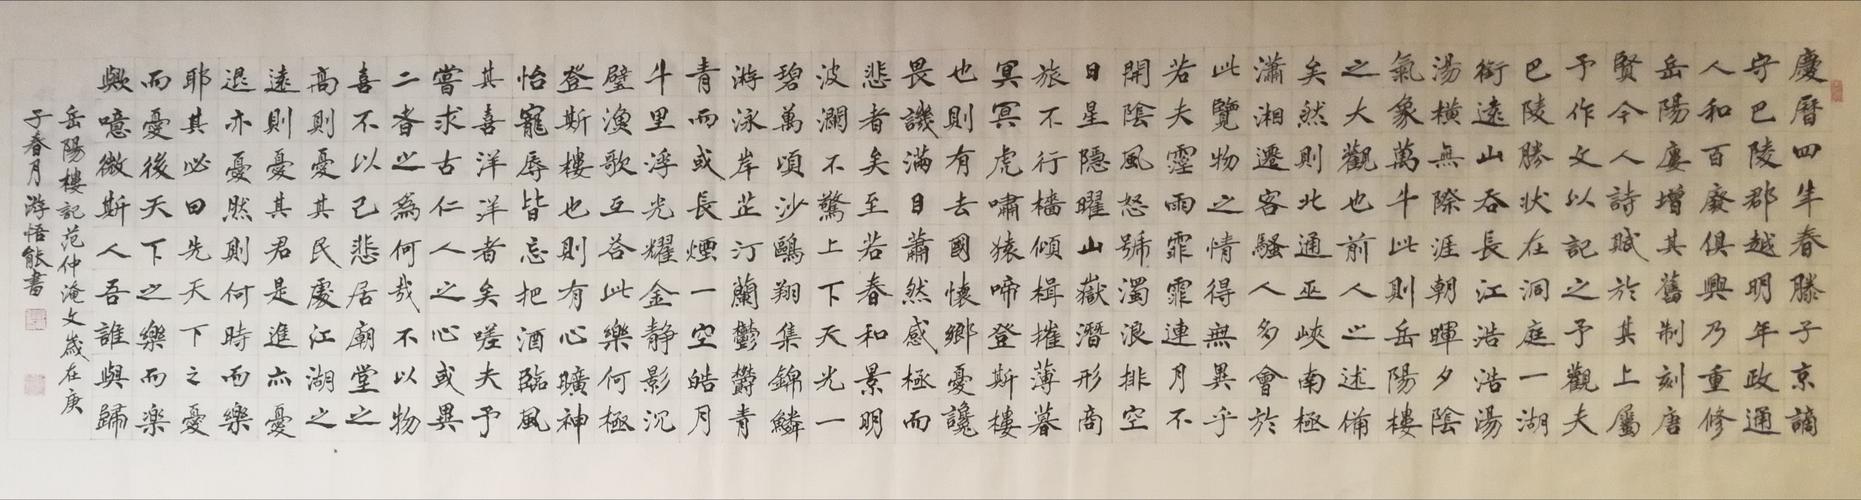 慶曆四年春滕子京謫
守巴陵郡越明年政通
人和百廢俱興乃重修
岳陽廔增其舊制刻唐
賢今人詩賦於其上屬
予作文以記之予觀夫
巴陵勝狀在洞庭一湖
銜遠山吞長江浩浩湯
湯橫無際涯朝暉夕陰
氣象萬千此則岳陽樓
之大觀也前人之述備
矣然則北通巫峽南極
瀟湘遷客騷人多會於
此覽物之情得無異乎
若夫霪雨霏霏連月不
開陰風怒號濁浪排空
日星隱曜山嶽潛形商
旅不行檣傾楫摧薄暮
冥冥虎嘯猿啼登斯樓
也則有去國懷鄉憂讒
畏譏滿目蕭然感極而
悲者矣至若春和景明
波瀾不驚上下天光一
碧萬頃沙鷗翔集錦鱗
游泳岸芷汀蘭鬱欝青
青而或長煙一空皓月
千里浮光耀金静影沉
璧漁歌互荅此樂何極
登斯樓也則有心曠神
怡寵辱皆忘把酒臨風
其喜洋洋者矣嗟夫予
嘗求古仁人之心或異
二者之為何哉不以物
喜不以己悲居廟堂之
高則憂其民處江湖之
遠則憂其君是進亦憂
退亦憂然則何時而樂
耶其必曰先天下之憂
而憂後天下之樂而楽
歟噫微斯人吾誰與歸
岳陽樓記范仲淹文歲在庚
子春月游悟能書